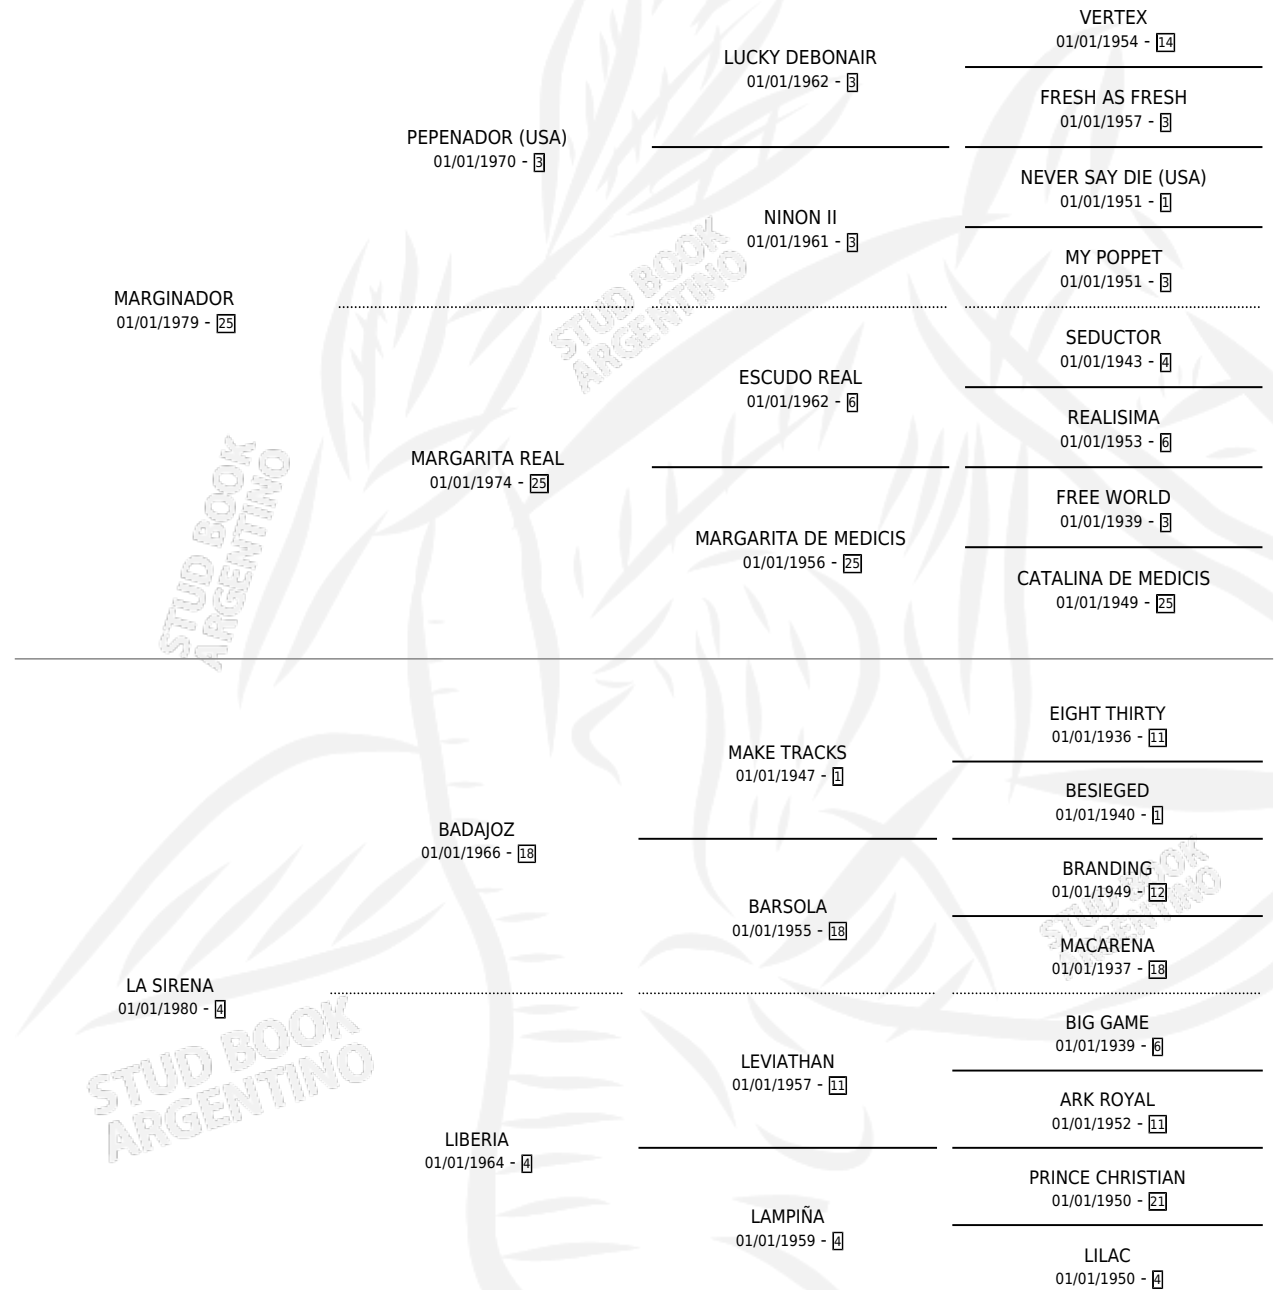 VERTEX
01/01/1954 - 14
LUCKY DEBONAIR
01/01/1962 - 3
FRESH AS FRESH
01/01/1957 - 3
PEPENADOR (USA)
01/01/1970 - 3
NEVER SAY DIE (USA)
01/01/1951 - 1
NINON II
01/01/1961 - 3
MY POPPET
01/01/1951 - 3
MARGINADOR
01/01/1979 - 25
STUD BOOK
ARGENTINO
SEDUCTOR
01/01/1943 - 4
ESCUDO REAL
01/01/1962 - 6
REALISIMA
01/01/1953 - 6
MARGARITA REAL
01/01/1974 - 25
FREE WORLD
01/01/1939 - 3
MARGARITA DE MEDICIS
01/01/1956 - 25
CATALINA DE MEDICIS
01/01/1949 - 25
STUD BOOK
ARGENTINO
EIGHT THIRTY
01/01/1936 - 11
MAKE TRACKS
01/01/1947 - 1
BESIEGED
01/01/1940 - 1
BADAJOZ
01/01/1966 - 18
BRANDING
01/01/1949 - 12
BARSOLA
01/01/1955 - 18
STUD BOOK
ARGENTINO
MACARENA
01/01/1937 - 18
LA SIRENA
01/01/1980 - 4
BIG GAME
01/01/1939 - 6
STUD BOOK
ARGENTINO
LEVIATHAN
01/01/1957 - 11
ARK ROYAL
01/01/1952 - 11
LIBERIA
01/01/1964 - 4
PRINCE CHRISTIAN
01/01/1950 - 21
LAMPIÑA
01/01/1959 - 4
LILAC
01/01/1950 - 4